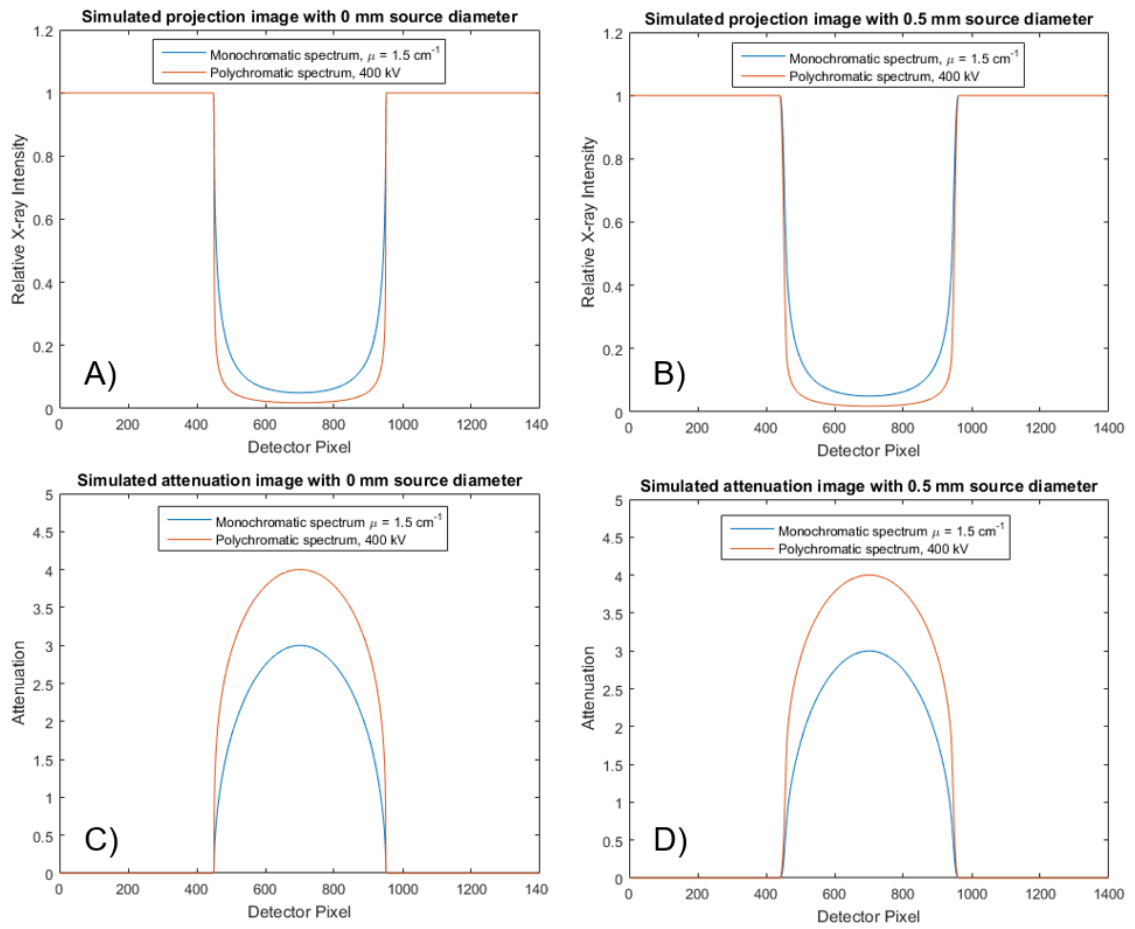 Simulated projection image with 0 mm source diameter
1.2
1
0.8
0.6
0.4
0.2
0
Relative X-ray Intensity
Monochromatic spectrum, μ = 1.5 cm⁻¹
Polychromatic spectrum, 400 kV
A)
0 200 400 600 800 1000 1200 140
Detector Pixel
Simulated projection image with 0.5 mm source diameter
1.2
1
0.8
0.6
0.4
0.2
0
Relative X-ray Intensity
Monochromatic spectrum, μ = 1.5 cm⁻¹
Polychromatic spectrum, 400 kV
B)
0 200 400 600 800 1000 1200 1400
Detector Pixel
Simulated attenuation image with 0 mm source diameter
5
4.5
4
3.5
3
2.5
2
1.5
1
0.5
0
Attenuation
Monochromatic spectrum μ = 1.5 cm⁻¹
Polychromatic spectrum, 400 kV
C)
0 200 400 600 800 1000 1200 140
Detector Pixel
Simulated attenuation image with 0.5 mm source diameter
5
4.5
4
3.5
3
2.5
2
1.5
1
0.5
0
Attenuation
Monochromatic spectrum, μ = 1.5 cm⁻¹
Polychromatic spectrum, 400 kV
D)
0 200 400 600 800 1000 1200 1400
Detector Pixel